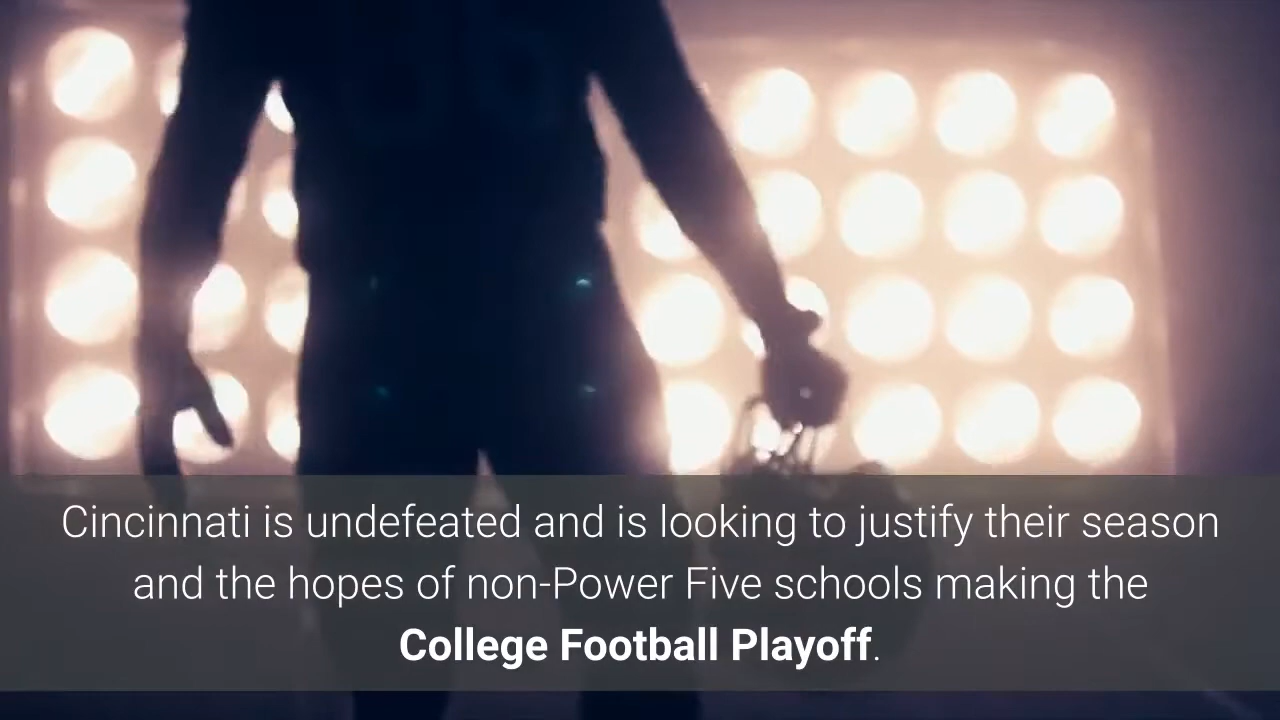 Cincinnati is undefeated and is looking to justify their season
and the hopes of non-Power Five schools making the
College Football Playoff.